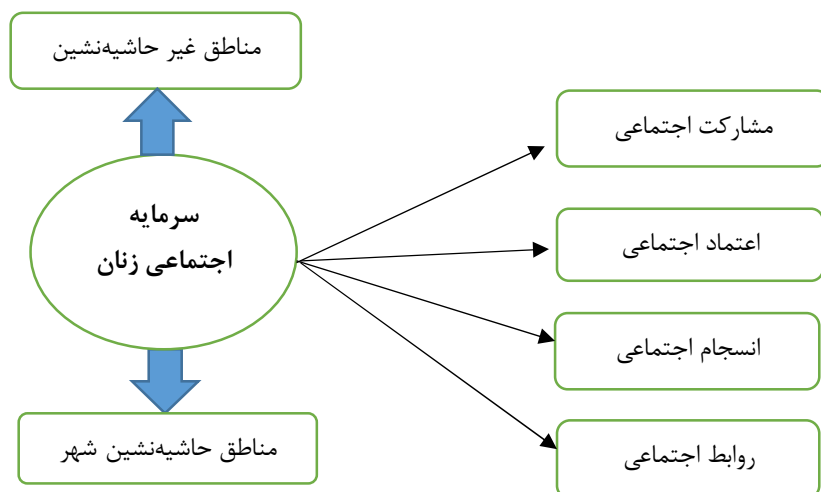 مناطق غیر حاشیه‌نشین
سرمایه
اجتماعی زنان
مناطق حاشیه‌نشین شهر
مشارکت اجتماعی
اعتماد اجتماعی
انسجام اجتماعی
روابط اجتماعی